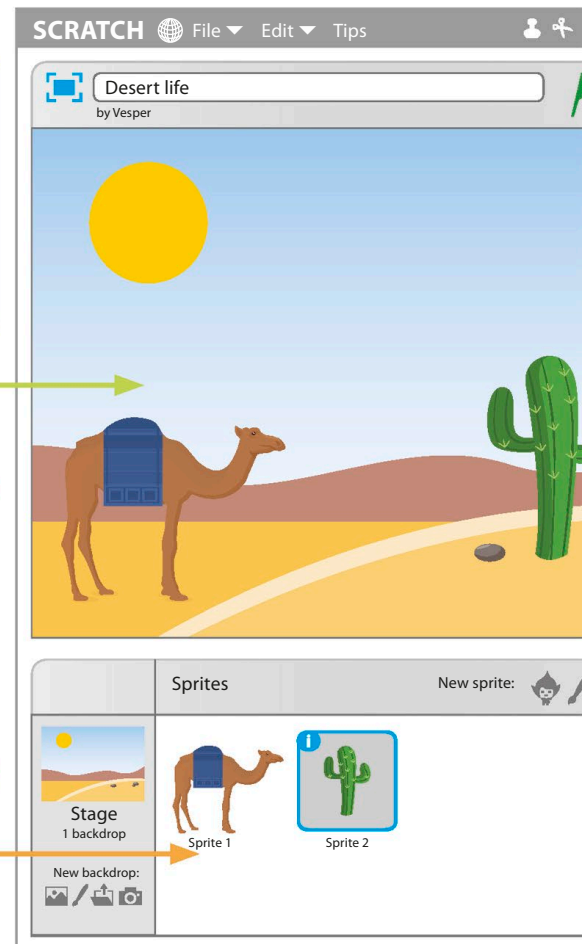 SCRATCH File Edit Tips
Desert life
by Vesper
Sprites New sprite:
i
Stage
1 backdrop
Sprite 1 Sprite 2
New backdrop: